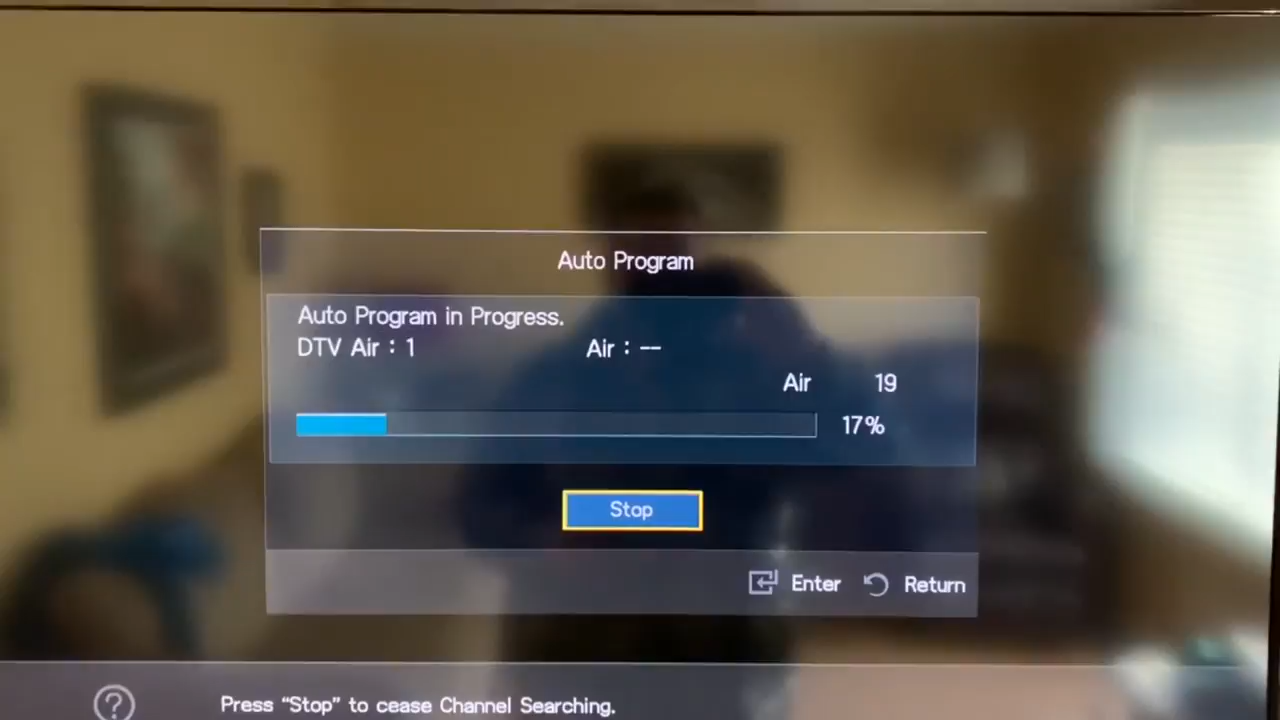 Auto Program
Auto Program in Progress.
DTV Air : 1 Air : --
Air 19
17%
Stop
Enter Return
? Press “Stop” to cease Channel Searching.